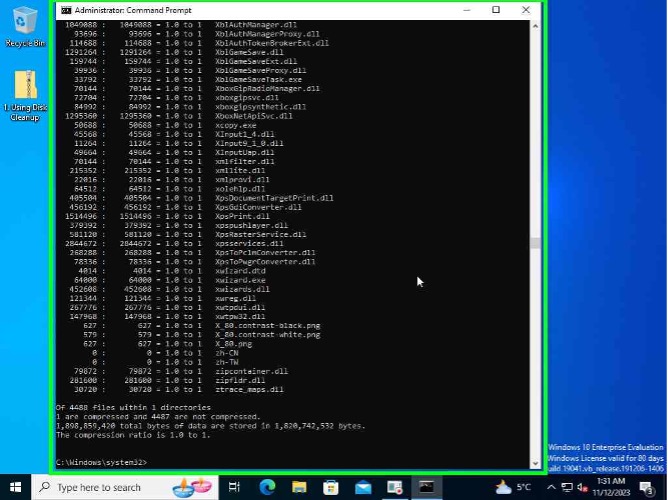 Recycle Bin
1. Using Disk
Cleanup
Administrator: Command Prompt
1049088 : 1049088 = 1.0 to 1 XblAuthManager.dll
93696 : 93696 = 1.0 to 1 XblAuthManagerProxy.dll
114688 : 114688 = 1.0 to 1 XblAuthTokenBrokerExt.dll
1291264 : 1291264 = 1.0 to 1 XblGameSave.dll
159744 : 159744 = 1.0 to 1 XblGameSaveExt.dll
39936 : 39936 = 1.0 to 1 XblGameSaveProxy.dll
33792 : 33792 = 1.0 to 1 XblGameSaveTask.exe
70144 : 70144 = 1.0 to 1 XboxGipRadioManager.dll
72704 : 72704 = 1.0 to 1 xboxgipsvc.dll
84992 : 84992 = 1.0 to 1 xboxgipsynthetic.dll
1295360 : 1295360 = 1.0 to 1 XboxNetApiSvc.dll
50688 : 50688 = 1.0 to 1 xcopy.exe
45568 : 45568 = 1.0 to 1 XInput1_4.dll
11264 : 11264 = 1.0 to 1 XInput9_1_0.dll
49664 : 49664 = 1.0 to 1 XInputUap.dll
70144 : 70144 = 1.0 to 1 xmlfilter.dll
215352 : 215352 = 1.0 to 1 xmllite.dll
22016 : 22016 = 1.0 to 1 xmlprovi.dll
64512 : 64512 = 1.0 to 1 xolehlp.dll
405504 : 405504 = 1.0 to 1 XpsDocumentTargetPrint.dll
456192 : 456192 = 1.0 to 1 XpsGdiConverter.dll
1514496 : 1514496 = 1.0 to 1 XpsPrint.dll
379392 : 379392 = 1.0 to 1 xpspushlayer.dll
581120 : 581120 = 1.0 to 1 XpsRasterService.dll
2844672 : 2844672 = 1.0 to 1 xpsservices.dll
268288 : 268288 = 1.0 to 1 XpsToPclmConverter.dll
78336 : 78336 = 1.0 to 1 XpsToPwgrConverter.dll
4014 : 4014 = 1.0 to 1 xwizard.dtd
64000 : 64000 = 1.0 to 1 xwizard.exe
452608 : 452608 = 1.0 to 1 xwizards.dll
121344 : 121344 = 1.0 to 1 xwreg.dll
267776 : 267776 = 1.0 to 1 xwtpdui.dll
147968 : 147968 = 1.0 to 1 xwtpw32.dll
627 : 627 = 1.0 to 1 X_80.contrast-black.png
579 : 579 = 1.0 to 1 X_80.contrast-white.png
627 : 627 = 1.0 to 1 X_80.png
0 : 0 = 1.0 to 1 zh-CN
0 : 0 = 1.0 to 1 zh-TW
79872 : 79872 = 1.0 to 1 zipcontainer.dll
281600 : 281600 = 1.0 to 1 zipfldr.dll
30720 : 30720 = 1.0 to 1 ztrace_maps.dll
Of 4488 files within 1 directories
1 are compressed and 4487 are not compressed.
1,898,859,420 total bytes of data are stored in 1,820,742,532 bytes.
The compression ratio is 1.0 to 1.
C:\Windows\system32>
Windows 10 Enterprise Evaluation
Windows License valid for 80 days
uild 19041.vb_release.191206-1406
Type here to search
5°C
1:31 AM
11/12/2023